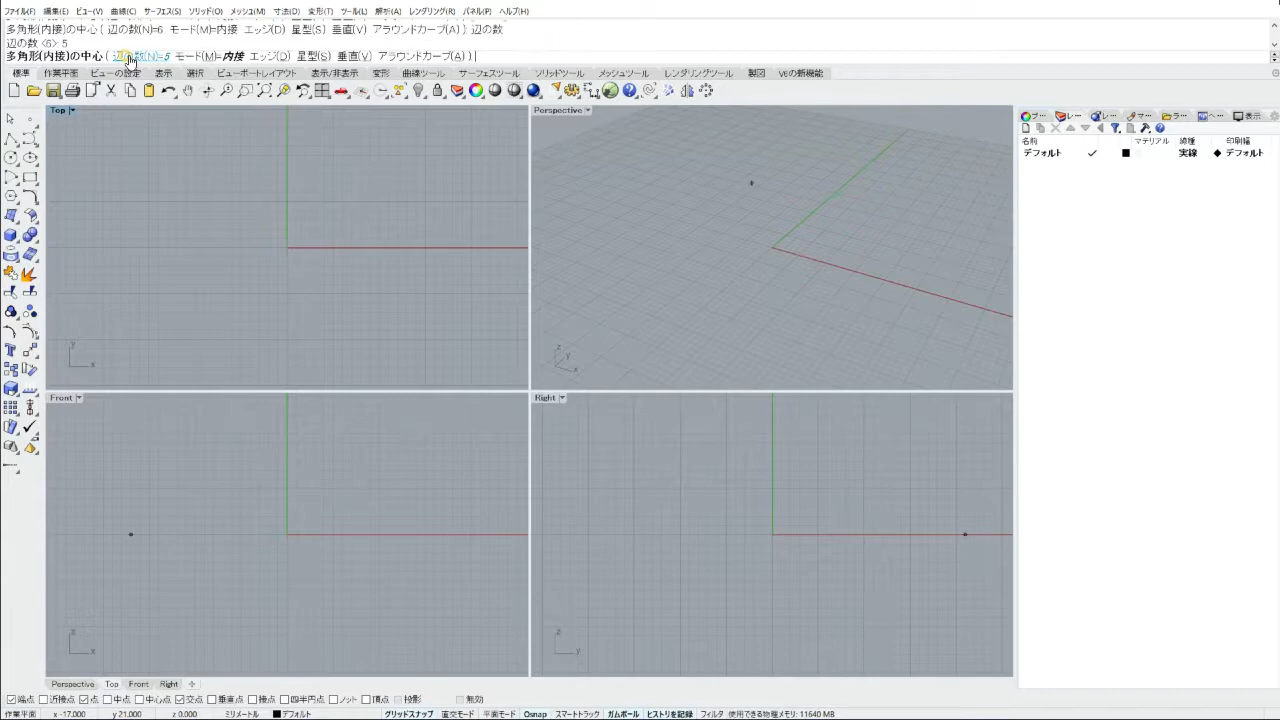 ファイル(F) 編集(E) ビュー(V) 曲線(C) サーフェス(S) ソリッド(O) メッシュ(M) 寸法(D) 変形(T) ツール(L) 解析(A) レンダリング(R) パネル(P) ヘルプ(H)
多角形(内接)の中心 ( 辺の数(N)=6 モード(M)=内接 エッジ(D) 星型(S) 垂直(V) アラウンドカーブ(A) ): 辺の数
辺の数 <6>: 5
多角形(内接)の中心 ( 辺の数(N)=5 モード(M)=内接 エッジ(D) 星型(S) 垂直(V) アラウンドカーブ(A) ):
標準 作業平面 ビューの設定 表示 選択 ビューポートレイアウト 表示/非表示 変形 曲線ツール サーフェスツール ソリッドツール メッシュツール レンダリングツール 製図 V6の新機能
Top
Perspective
プ... レ... レ... マ... ラ... ヘ... 表示
名前 マテリアル 線種 印刷幅
デフォルト 実線 デフォルト
y
x
z
y
x
Front
Right
z
x
z
y
Perspective Top Front Right
端点 近接点 点 中点 中心点 交点 垂直点 接点 四半円点 ノット 頂点 投影 無効
作業平面 x -17.000 y 21.000 z 0.000 ミリメートル デフォルト グリッドスナップ 直交モード 平面モード Osnap スマートトラック ガムボール ヒストリを記録 フィルタ 使用できる物理メモリ: 11640 MB